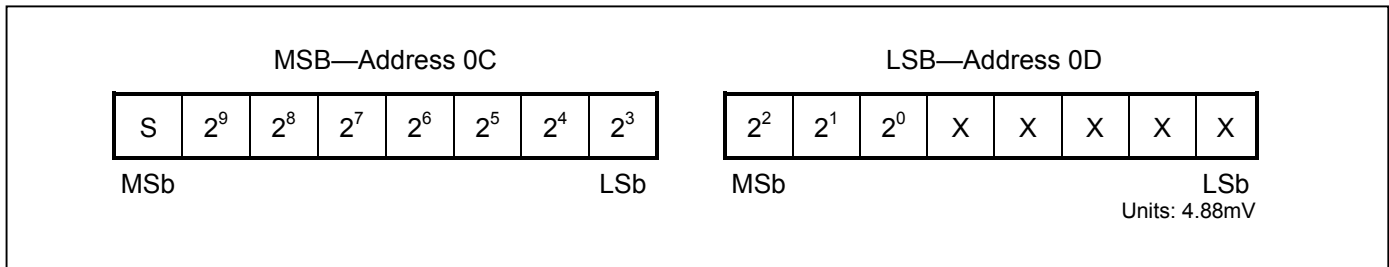 MSB—Address 0C LSB—Address 0D
S 2⁹ 2⁸ 2⁷ 2⁶ 2⁵ 2⁴ 2³ 2² 2¹ 2⁰ X X X X X
MSb LSb MSb LSb
Units: 4.88mV